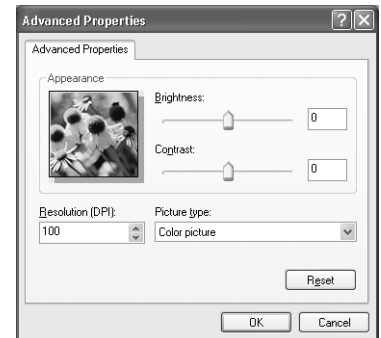 Advanced Properties
Advanced Properties
Appearance
Brightness:
0
Contrast:
0
Resolution (DPI): Picture type:
100 Color picture
Reset
OK Cancel